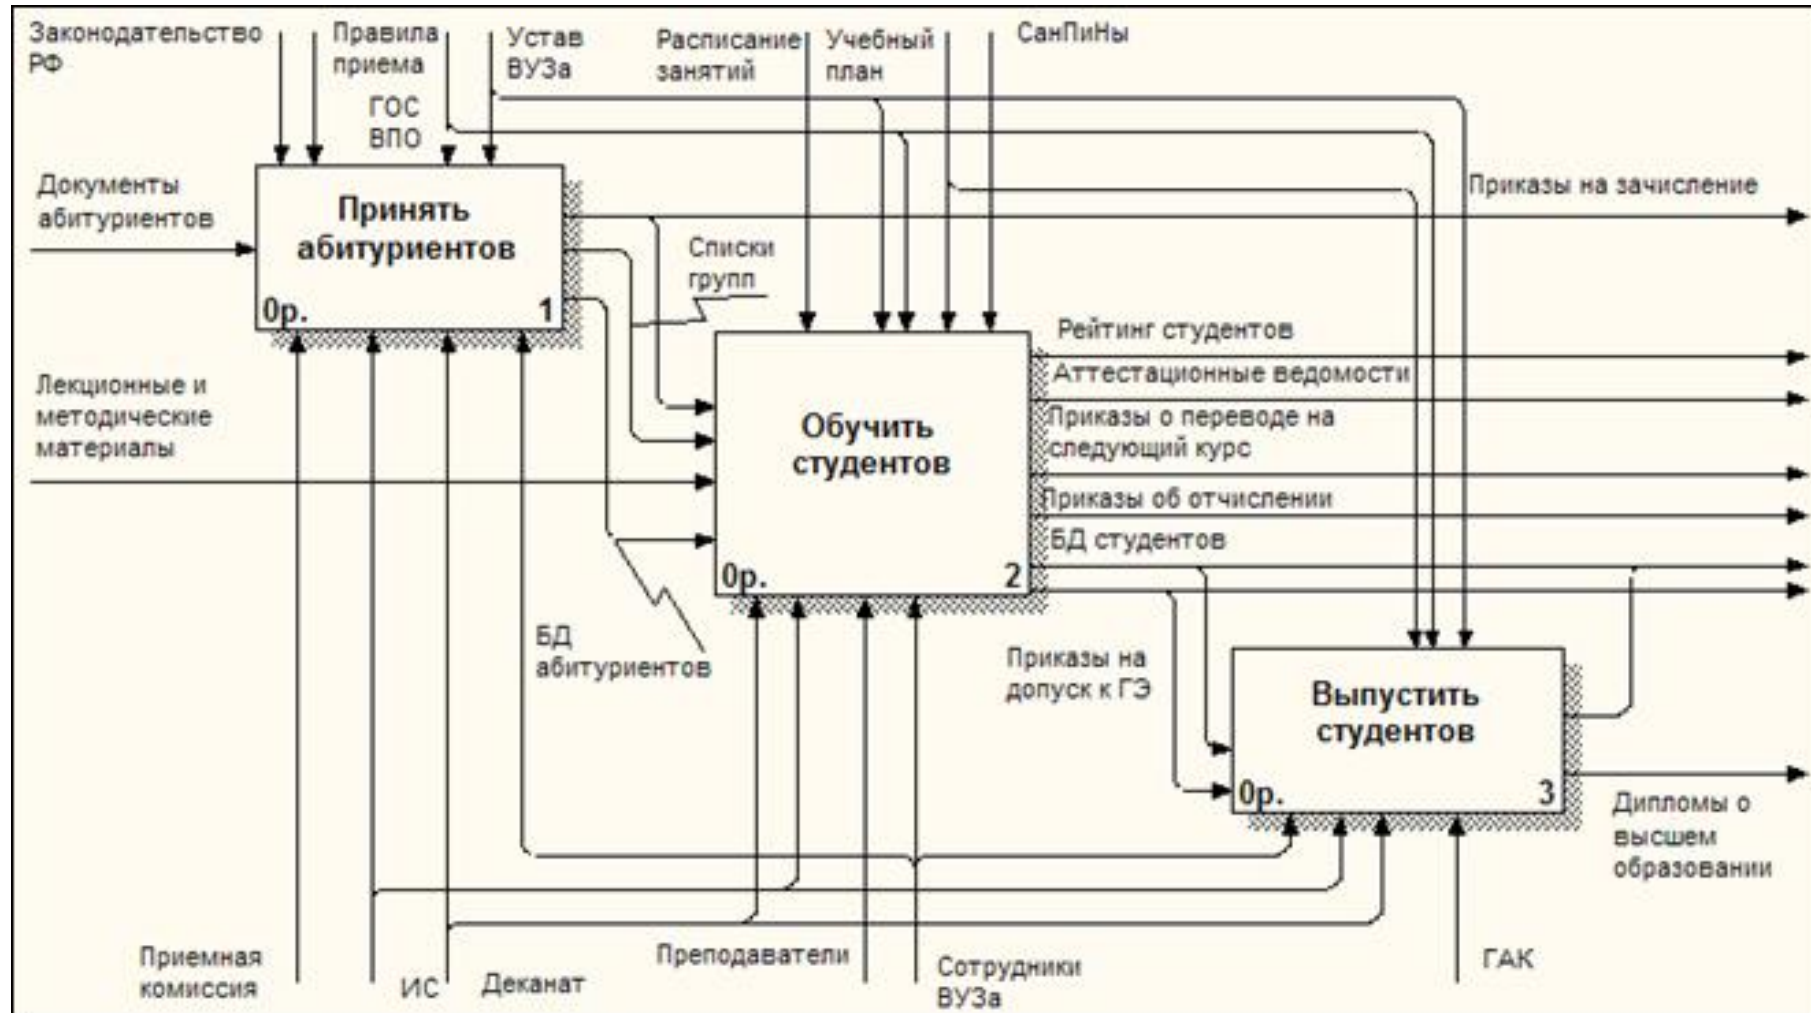 Законодательство
РФ
Правила
приема
Устав
ВУЗа
ГОС
ВПО
Расписание
занятий
Учебный
план
СанПиНы
Документы
абитуриентов
Принять
абитуриентов
0р.
1
Приказы на зачисление
Списки
групп
Лекционные и
методические
материалы
Обучить
студентов
0р.
2
Рейтинг студентов
Аттестационные ведомости
Приказы о переводе на
следующий курс
Приказы об отчислении
БД студентов
БД
абитуриентов
Приказы на
допуск к ГЭ
Выпустить
студентов
0р.
3
Дипломы о
высшем
образовании
Приемная
комиссия
ИС
Деканат
Преподаватели
Сотрудники
ВУЗа
ГАК